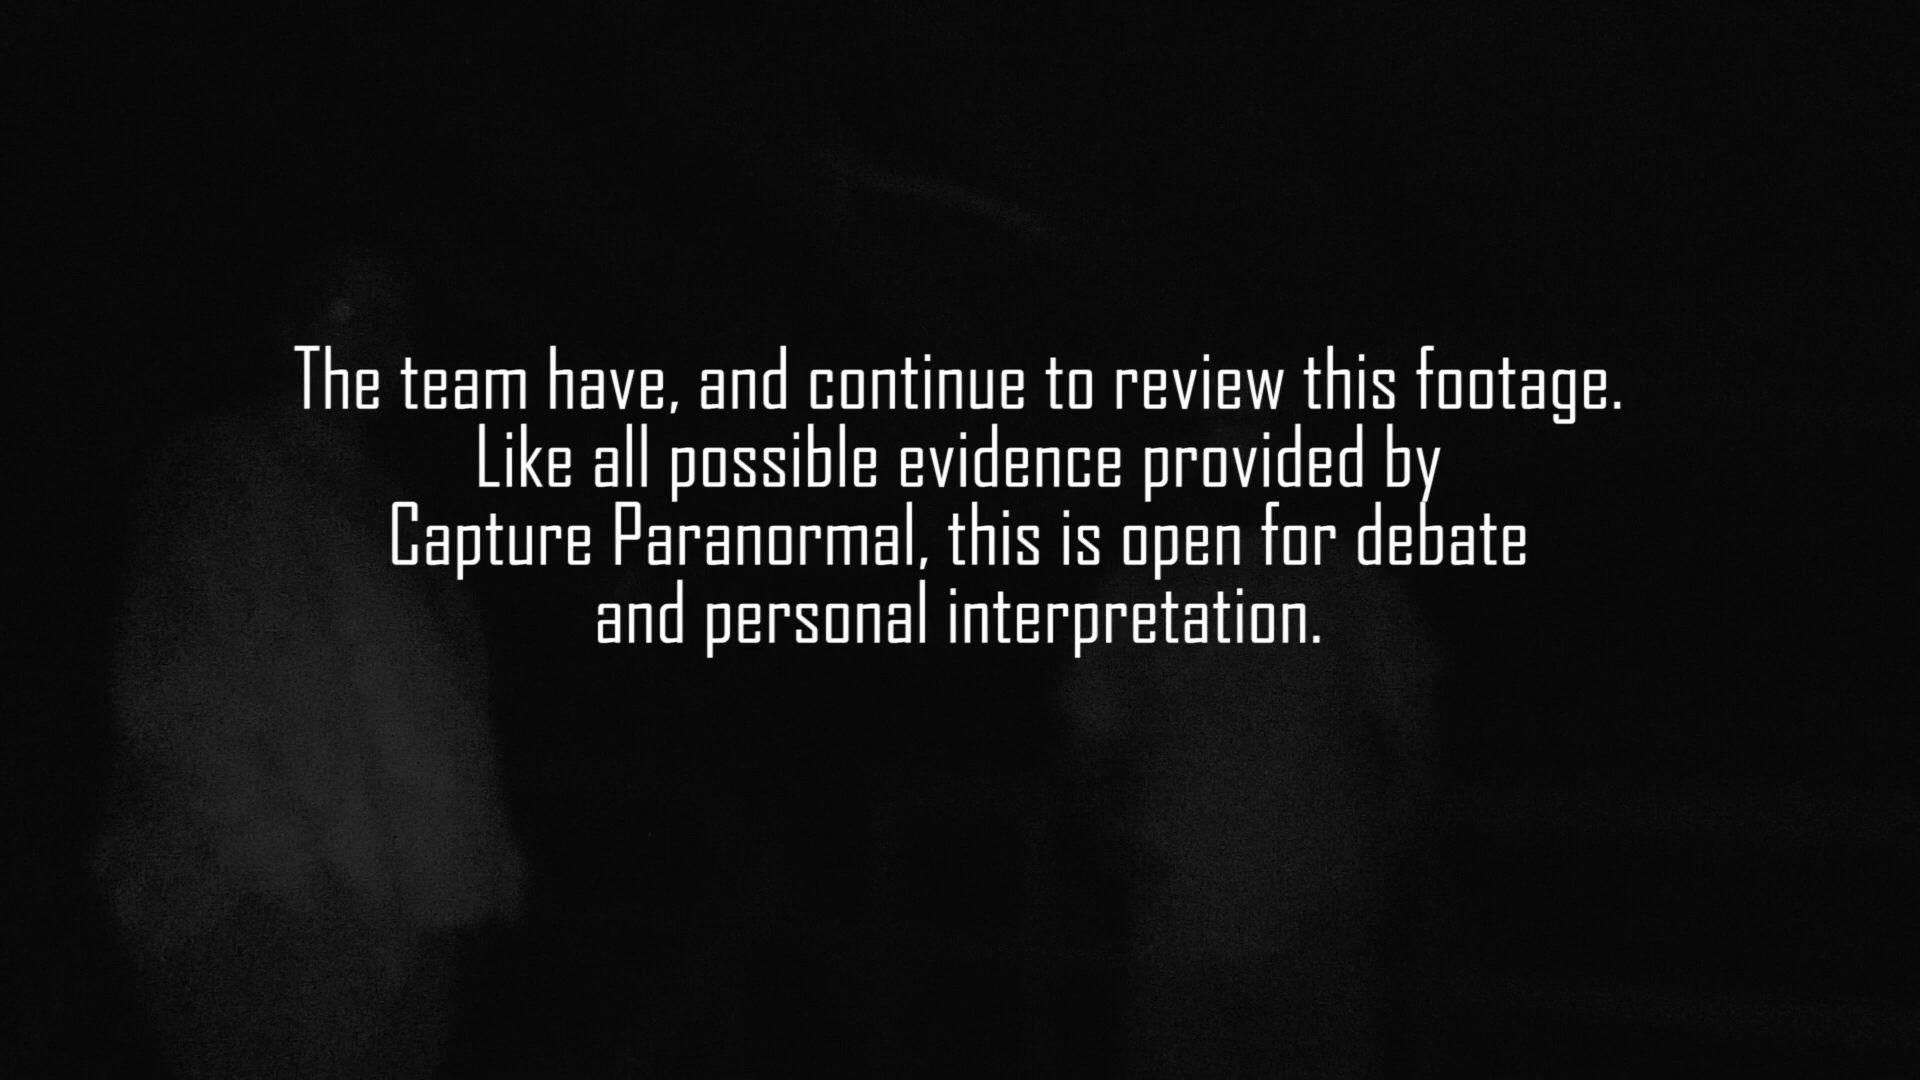 The team have, and continue to review this footage.
Like all possible evidence provided by
Capture Paranormal, this is open for debate
and personal interpretation.